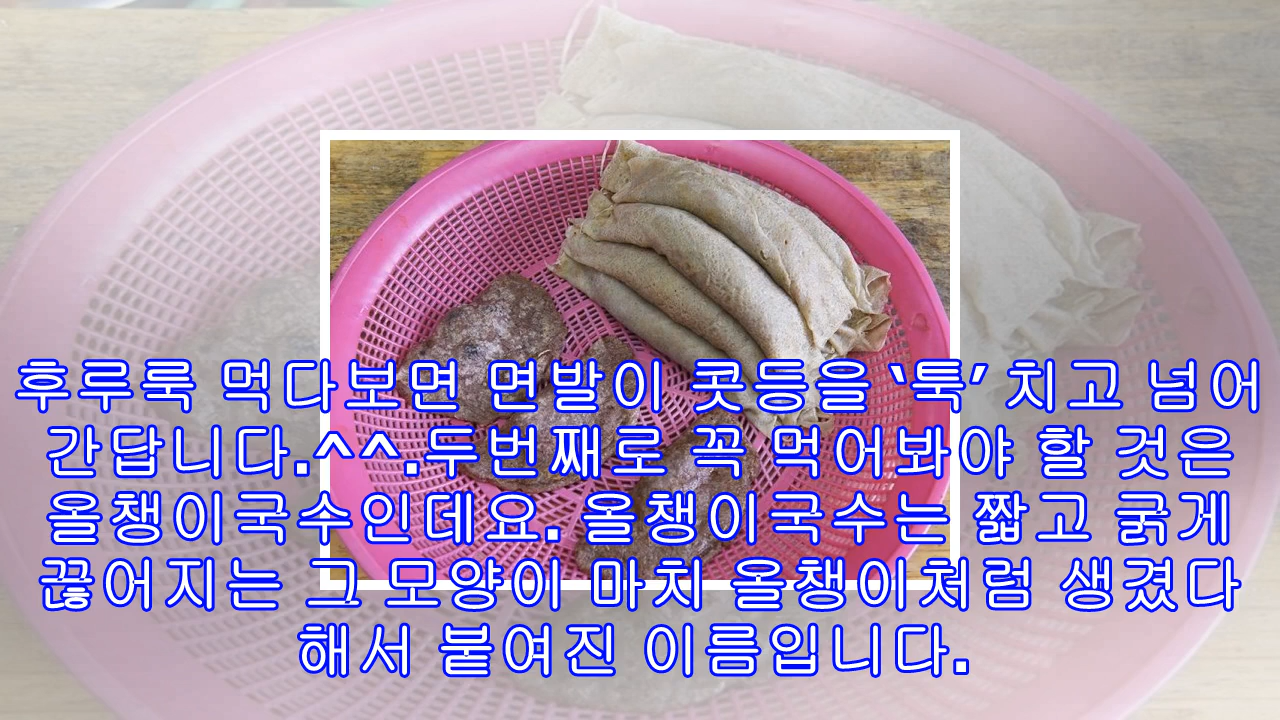 후루룩 먹다보면 면발이 콧등을 ‘툭’ 치고 넘어
간답니다.^^.두번째로 꼭 먹어봐야 할 것은
올챙이국수인데요. 올챙이국수는 짧고 굵게
끊어지는 그 모양이 마치 올챙이처럼 생겼다
해서 붙여진 이름입니다.